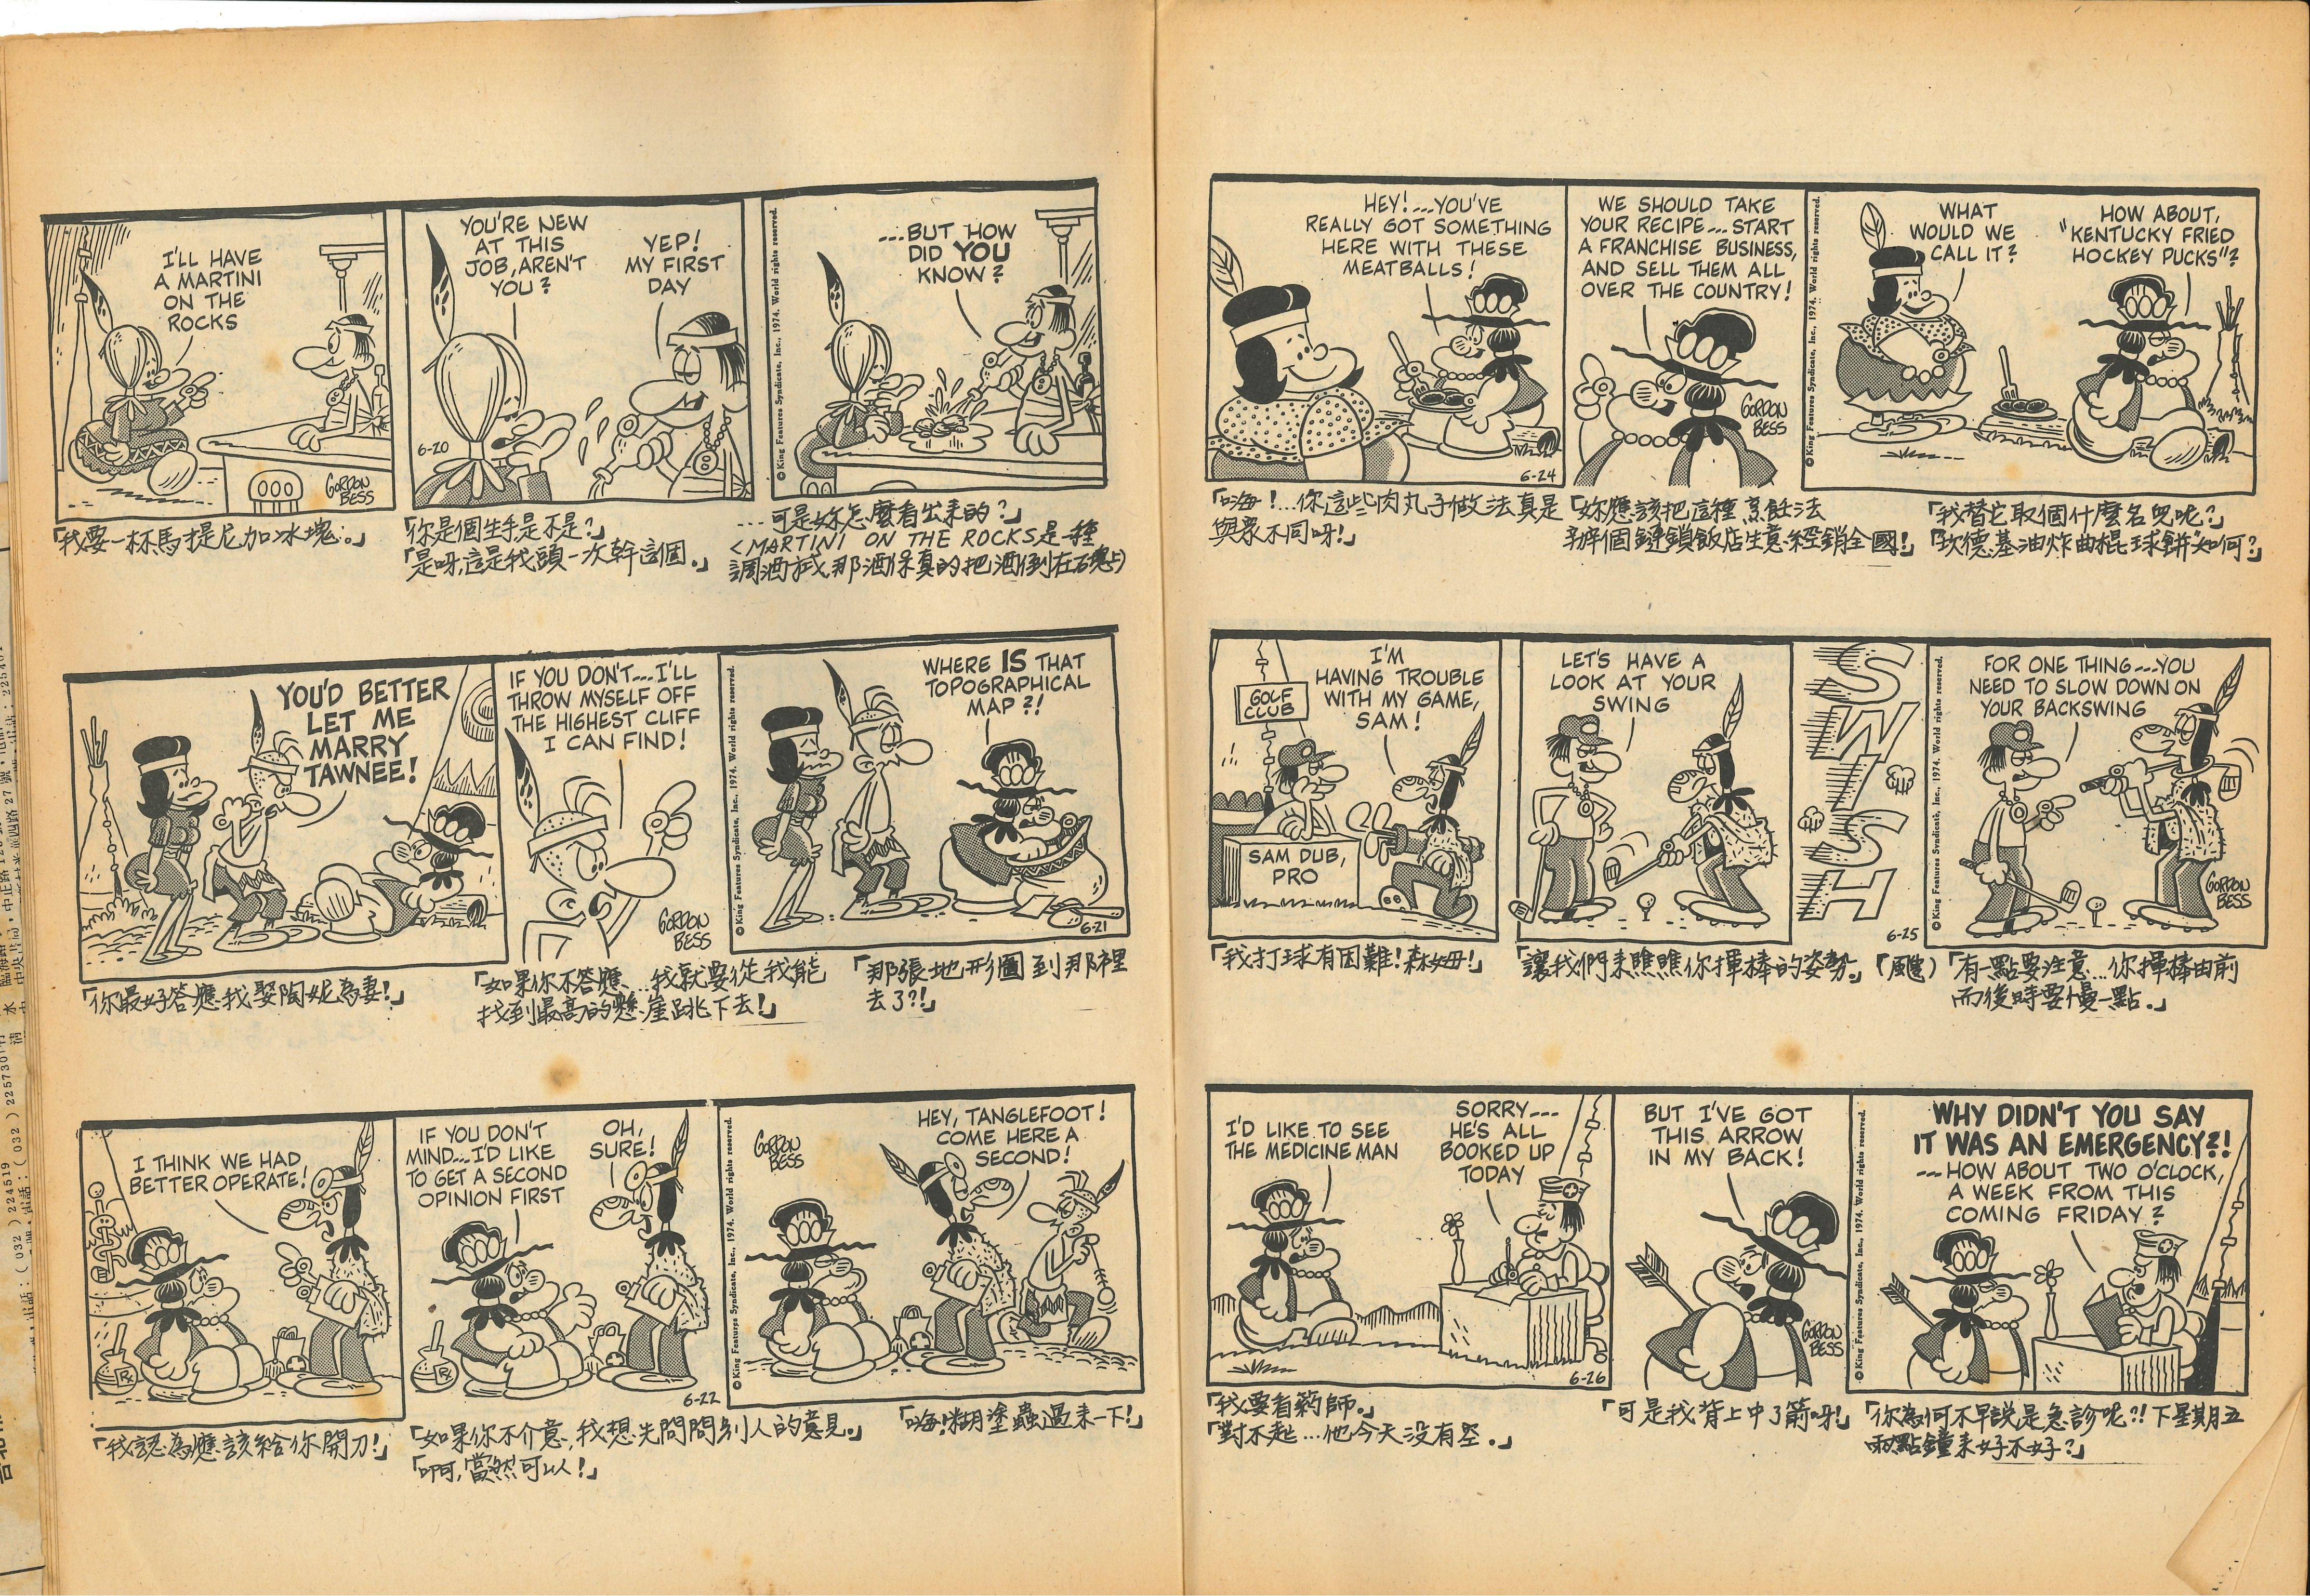 I'LL HAVE
A MARTINI
ON THE
ROCKS
GORDON
BESS
YOU'RE NEW
AT THIS
JOB, AREN'T
YOU?
YEP!
MY FIRST
DAY
6-20
© King Features Syndicate, Inc., 1974. World rights reserved.
...BUT HOW
DID YOU
KNOW?
「我要一杯馬提尼加冰塊。」
「你是個生手是不是?」
「是呀,這是我頭一次幹這個.」
...可是妳怎麼看出來的?」
<MARTINI ON THE ROCKS是一種
調酒樣,那酒保真的把酒倒在石塊上)
YOU'D BETTER
LET ME
MARRY
TAWNEE!
IF YOU DON'T....I'LL
THROW MYSELF OFF
THE HIGHEST CLIFF
I CAN FIND!
GORDON
BESS
© King Features Syndicate, Inc., 1974. World rights reserved.
WHERE IS THAT
TOPOGRAPHICAL
MAP?!
6-21
「你最好答應我娶陶妮為妻!」
「如果你不答應...我就要從我能
找到最高的懸崖跳下去!」
「那張地形圖到那裡
去了?!」
I THINK WE HAD
BETTER OPERATE!
IF YOU DON'T
MIND...I'D LIKE
TO GET A SECOND
OPINION FIRST
OH,
SURE!
6-22
© King Features Syndicate, Inc., 1974. World rights reserved.
GORDON
BESS
HEY, TANGLEFOOT!
COME HERE A
SECOND!
「我認為應該給你開刀!」
「如果你不介意,我想先問問別人的意見。」
「啊,當然可以!」
「嗨!糊塗蟲過來一下!」
HEY!...YOU'VE
REALLY GOT SOMETHING
HERE WITH THESE
MEATBALLS!
6-24
WE SHOULD TAKE
YOUR RECIPE...START
A FRANCHISE BUSINESS,
AND SELL THEM ALL
OVER THE COUNTRY!
GORDON
BESS
© King Features Syndicate, Inc., 1974. World rights reserved.
WHAT
WOULD WE
CALL IT?
HOW ABOUT,
"KENTUCKY FRIED
HOCKEY PUCKS"?
「嗨!...你這些肉丸子做法真是
與衆不同呀!」
「妳應該把這種烹飪法
辦個鏈鎖飯店生意經銷全國!」
「我替它取個什麼名兒呢?」
「"坎德基油炸曲棍球餅"如何?」
GOLF
CLUB
I'M
HAVING TROUBLE
WITH MY GAME,
SAM!
SAM DUB,
PRO
LET'S HAVE A
LOOK AT YOUR
SWING
SWISH
6-25
© King Features Syndicate, Inc., 1974. World rights reserved.
FOR ONE THING...YOU
NEED TO SLOW DOWN ON
YOUR BACKSWING
GORDON
BESS
「我打球有困難!森姆!」
「讓我們來瞧瞧你揮棒的姿勢」
(颼)
「有一點要注意...你揮棒由前
而後時要慢一點.」
I'D LIKE TO SEE
THE MEDICINE MAN
SORRY...
HE'S ALL
BOOKED UP
TODAY
6-26
BUT I'VE GOT
THIS ARROW
IN MY BACK!
GORDON
BESS
© King Features Syndicate, Inc., 1974. World rights reserved.
WHY DIDN'T YOU SAY
IT WAS AN EMERGENCY?!
...HOW ABOUT TWO O'CLOCK,
A WEEK FROM THIS
COMING FRIDAY?
「我要看藥師。」
「對不起...他今天没有空.」
「可是我背上中了箭呀!」
「你為何不早說是急診呢?!下星期五
兩點鐘來好不好?」